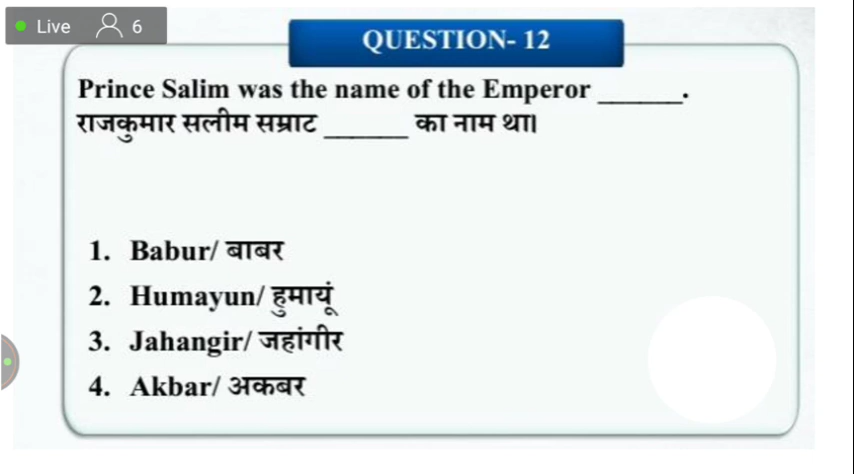 Live 6
QUESTION- 12
Prince Salim was the name of the Emperor ______.
राजकुमार सलीम सम्राट ______ का नाम था।
1. Babur/ बाबर
2. Humayun/ हुमायूं
3. Jahangir/ जहांगीर
4. Akbar/ अकबर